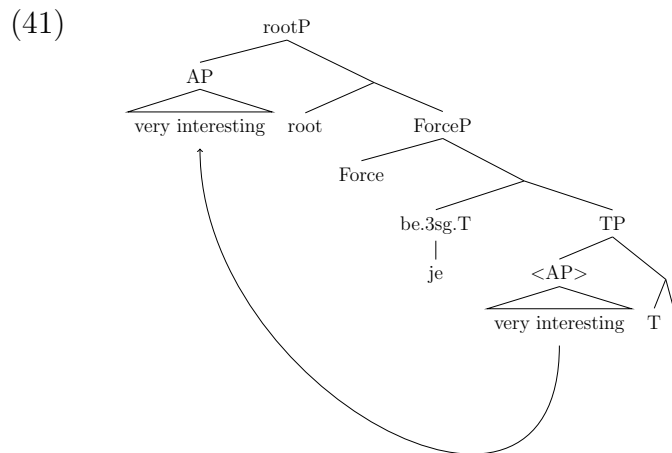 (41)
rootP
AP
very interesting
root
ForceP
Force
be.3sg.T
je
TP
<AP>
very interesting
T